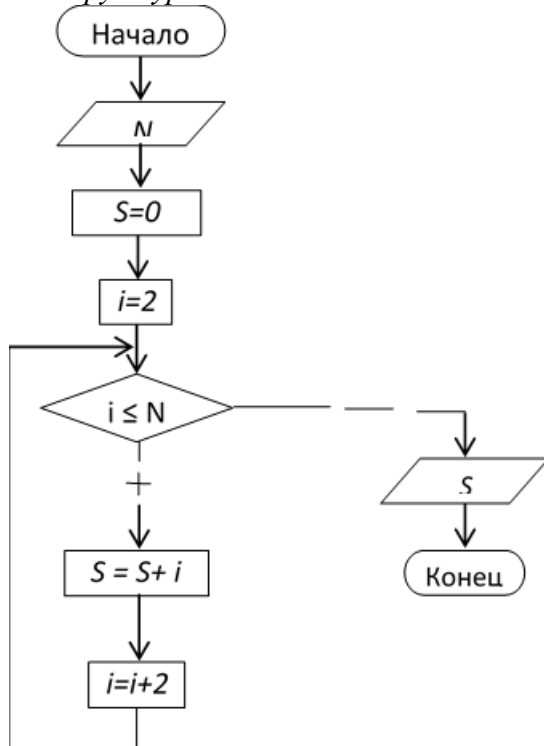 Начало
N
S=0
i=2
i ≤ N
+
—
S
S = S+ i
Конец
i=i+2